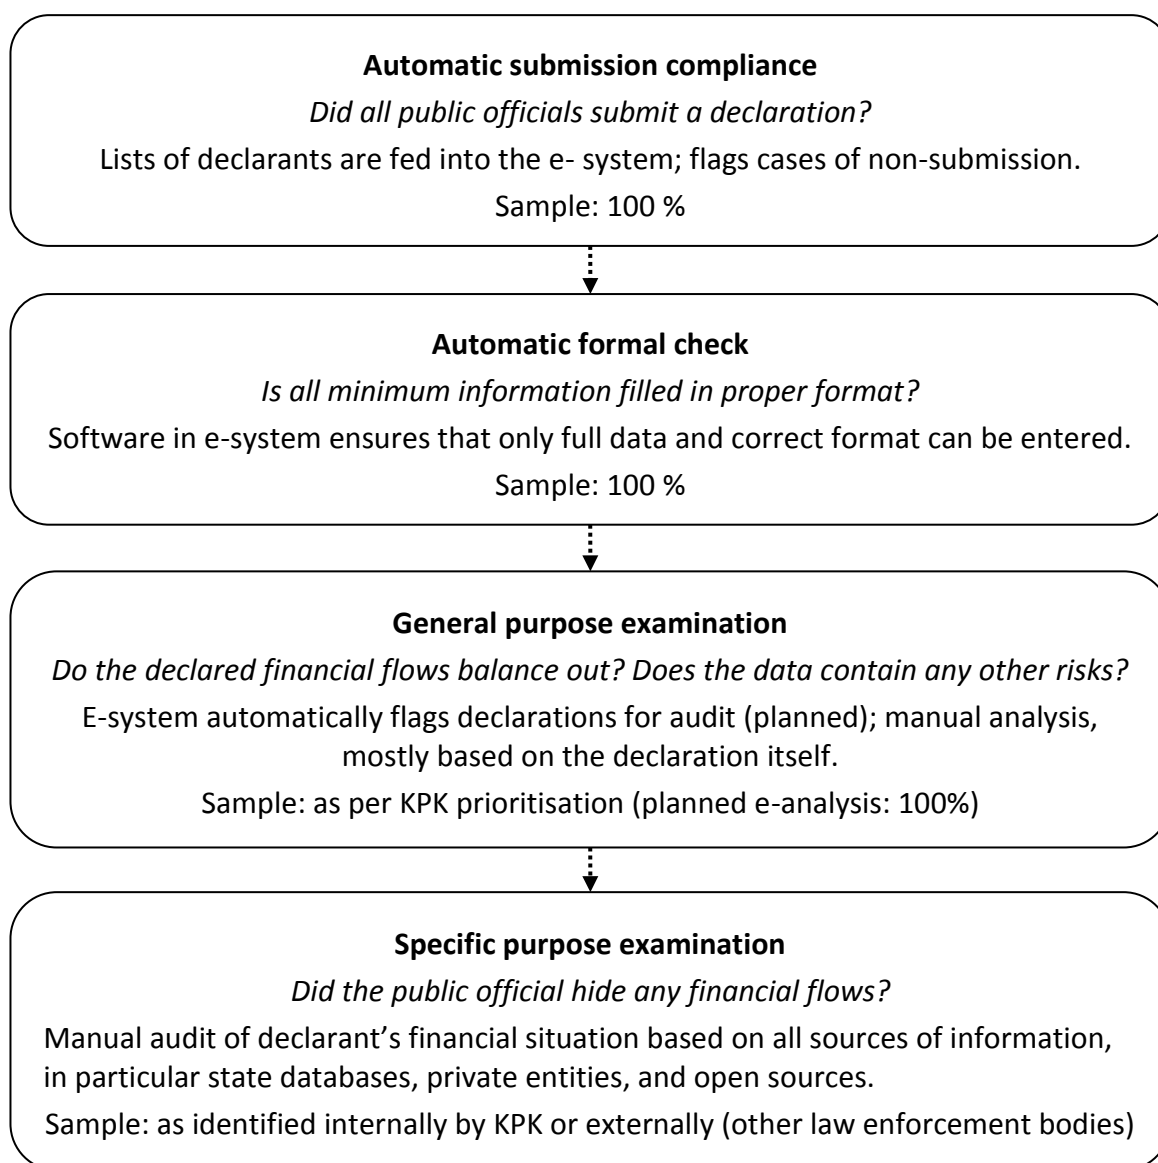 Automatic submission compliance
Did all public officials submit a declaration?
Lists of declarants are fed into the e- system; flags cases of non-submission.
Sample: 100 %
Automatic formal check
Is all minimum information filled in proper format?
Software in e-system ensures that only full data and correct format can be entered.
Sample: 100 %
General purpose examination
Do the declared financial flows balance out? Does the data contain any other risks?
E-system automatically flags declarations for audit (planned); manual analysis,
mostly based on the declaration itself.
Sample: as per KPK prioritisation (planned e-analysis: 100%)
Specific purpose examination
Did the public official hide any financial flows?
Manual audit of declarant’s financial situation based on all sources of information,
in particular state databases, private entities, and open sources.
Sample: as identified internally by KPK or externally (other law enforcement bodies)